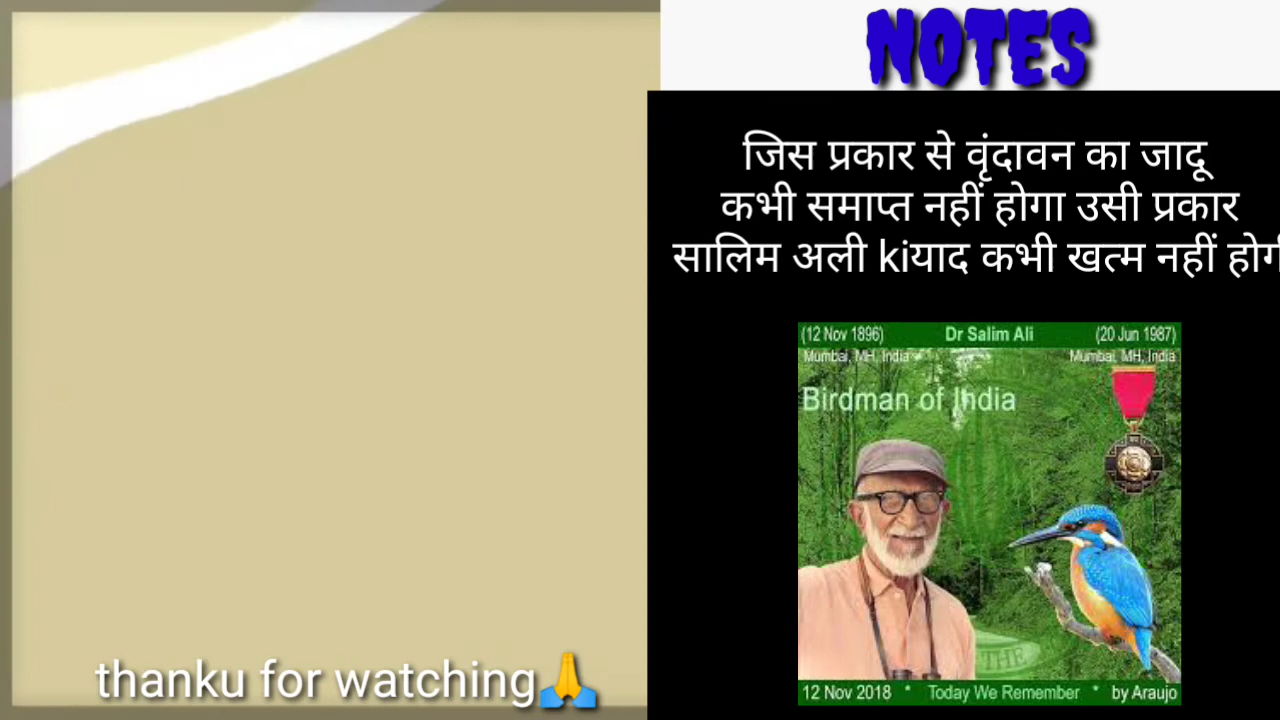 NOTES
जिस प्रकार से वृंदावन का जादू
कभी समाप्त नहीं होगा उसी प्रकार
सालिम अली kiयाद कभी खत्म नहीं होगी
(12 Nov 1896) Dr Salim Ali (20 Jun 1987)
Mumbai, MH, India Mumbai, MH, India
Birdman of India
THE
12 Nov 2018 * Today We Remember * by Araujo
thanku for watching🙏